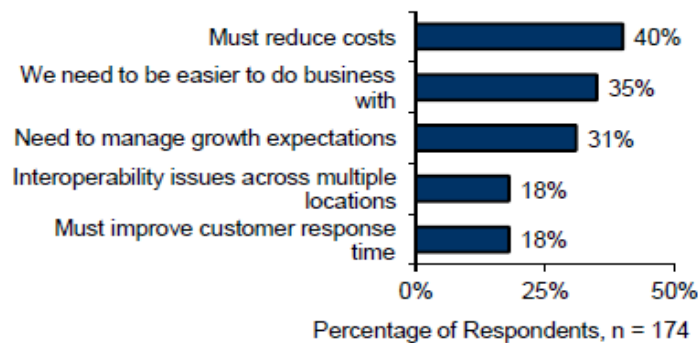 Must reduce costs
40%
We need to be easier to do business
with
35%
Need to manage growth expectations
31%
Interoperability issues across multiple
locations
18%
Must improve customer response
time
18%
0%
25%
50%
Percentage of Respondents, n = 174